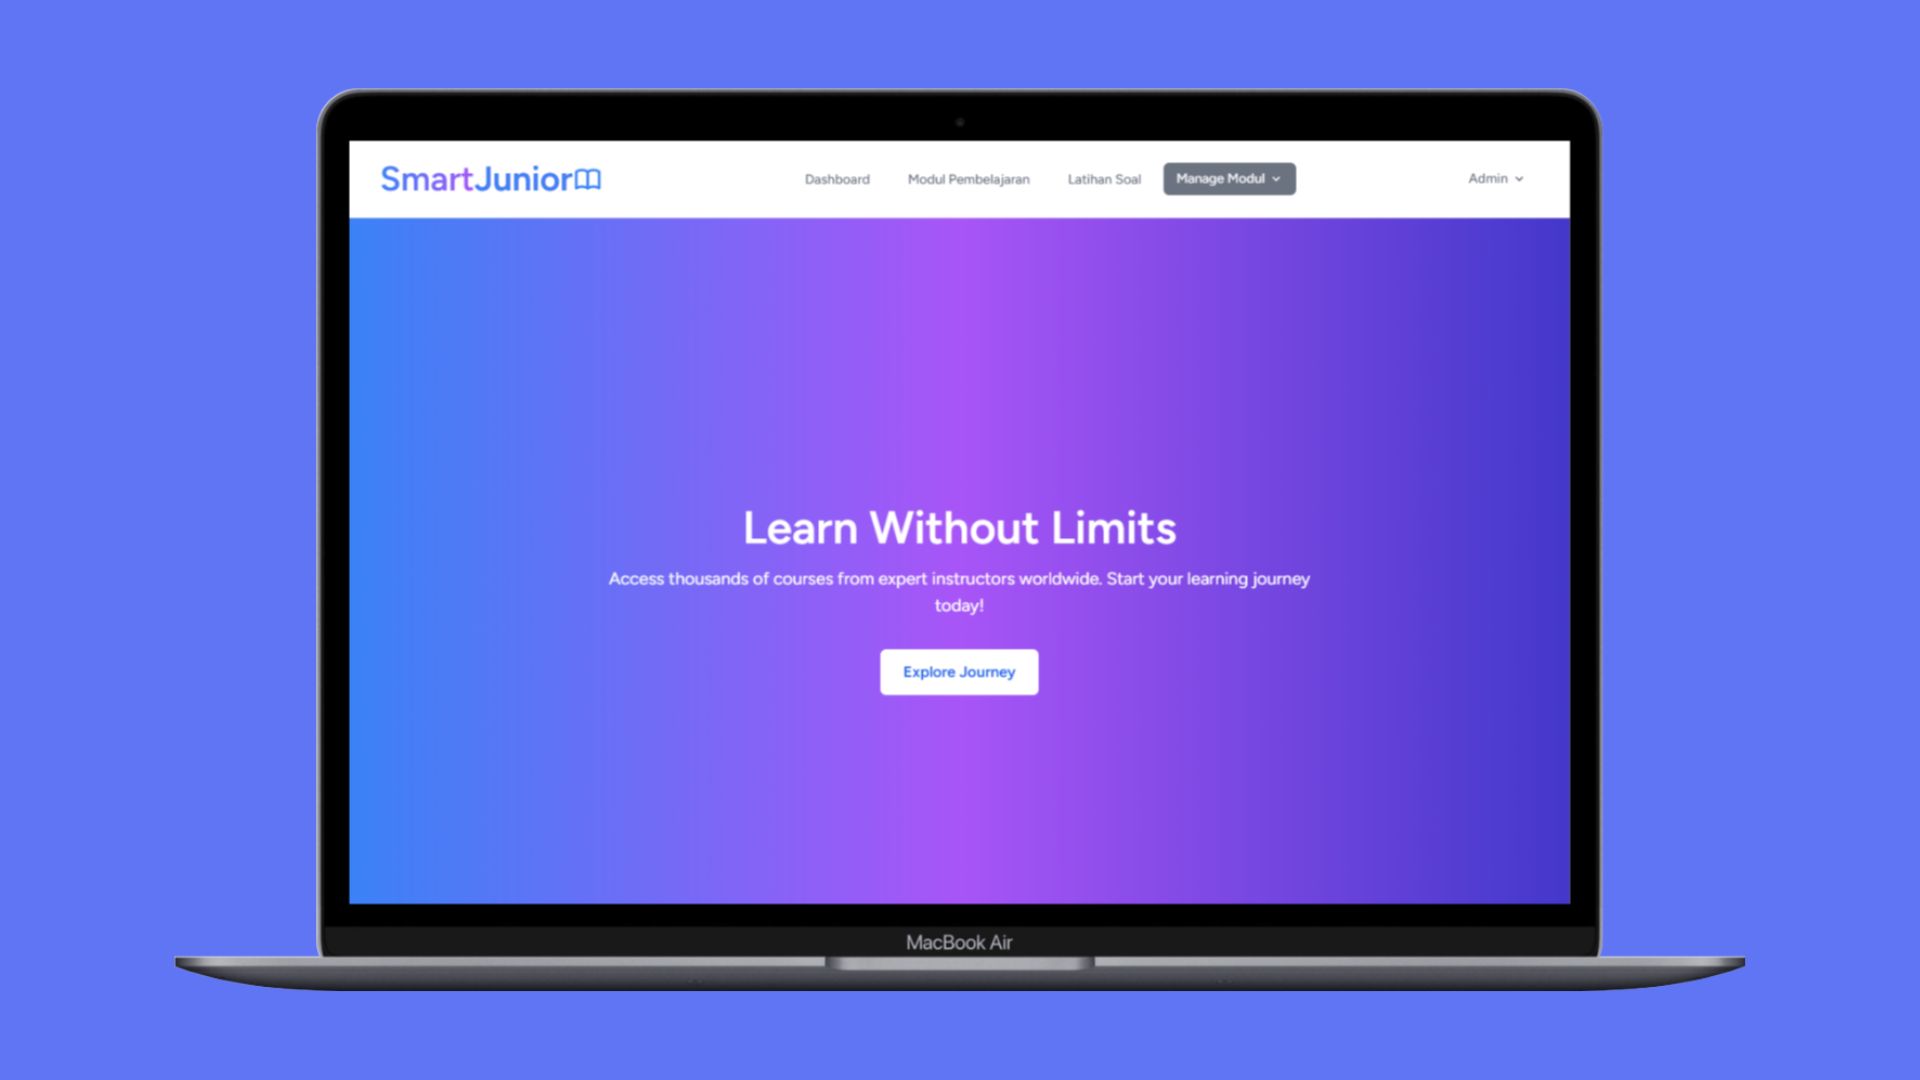 SmartJunior
Dashboard
Modul Pembelajaran
Latihan Soal
Manage Modul
Admin
Learn Without Limits
Access thousands of courses from expert instructors worldwide. Start your learning journey
today!
Explore Journey
MacBook Air